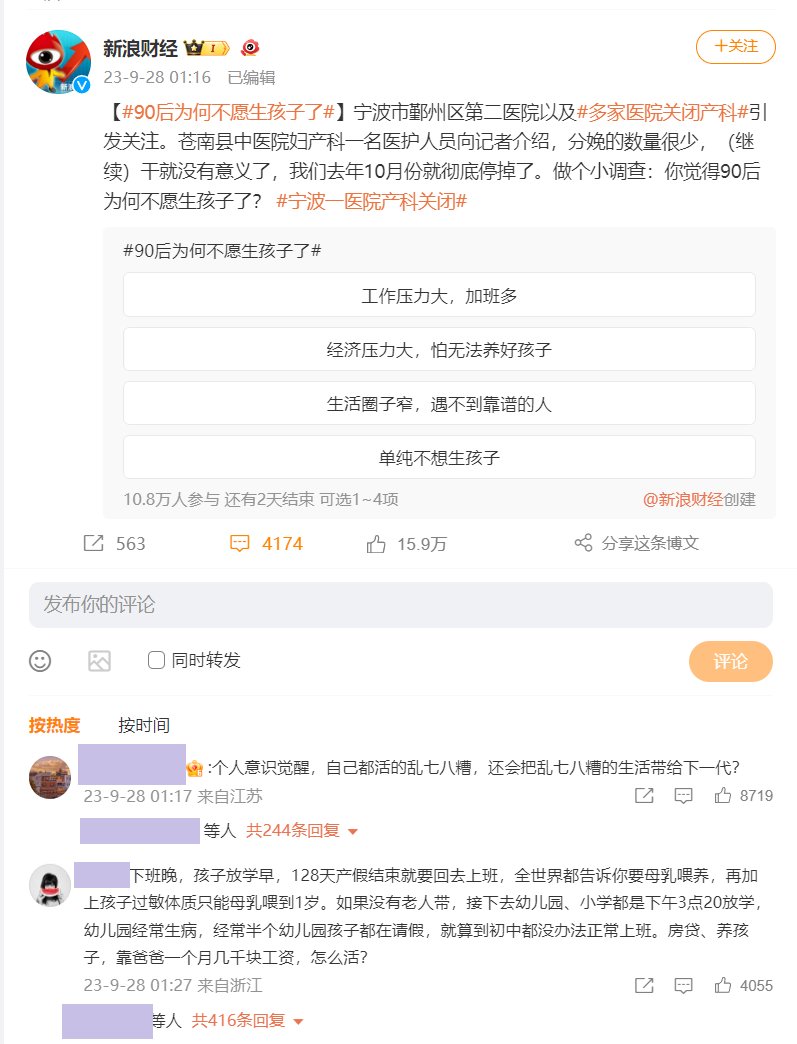 新浪财经
+关注
23-9-28 01:16 已编辑
【#90后为何不愿生孩子了#】宁波市鄞州区第二医院以及#多家医院关闭产科#引
发关注。苍南县中医院妇产科一名医护人员向记者介绍，分娩的数量很少，（继
续）干就没有意义了，我们去年10月份就彻底停掉了。做个小调查：你觉得90后
为何不愿生孩子了？ #宁波一医院产科关闭#
#90后为何不愿生孩子了#
工作压力大，加班多
经济压力大，怕无法养好孩子
生活圈子窄，遇不到靠谱的人
单纯不想生孩子
10.8万人参与 还有2天结束 可选1~4项 @新浪财经创建
563 4174 15.9万 分享这条博文
发布你的评论
同时转发 评论
按热度 按时间
:个人意识觉醒，自己都活的乱七八糟，还会把乱七八糟的生活带给下一代？
23-9-28 01:17 来自江苏 8719
等人 共244条回复
下班晚，孩子放学早，128天产假结束就要回去上班，全世界都告诉你要母乳喂养，再加
上孩子过敏体质只能母乳喂到1岁。如果没有老人带，接下去幼儿园、小学都是下午3点20放学，
幼儿园经常生病，经常半个幼儿园孩子都在请假，就算到初中都没办法正常上班。房贷、养孩
子，靠爸爸一个月几千块工资，怎么活？
23-9-28 01:27 来自浙江 4055
等人 共416条回复